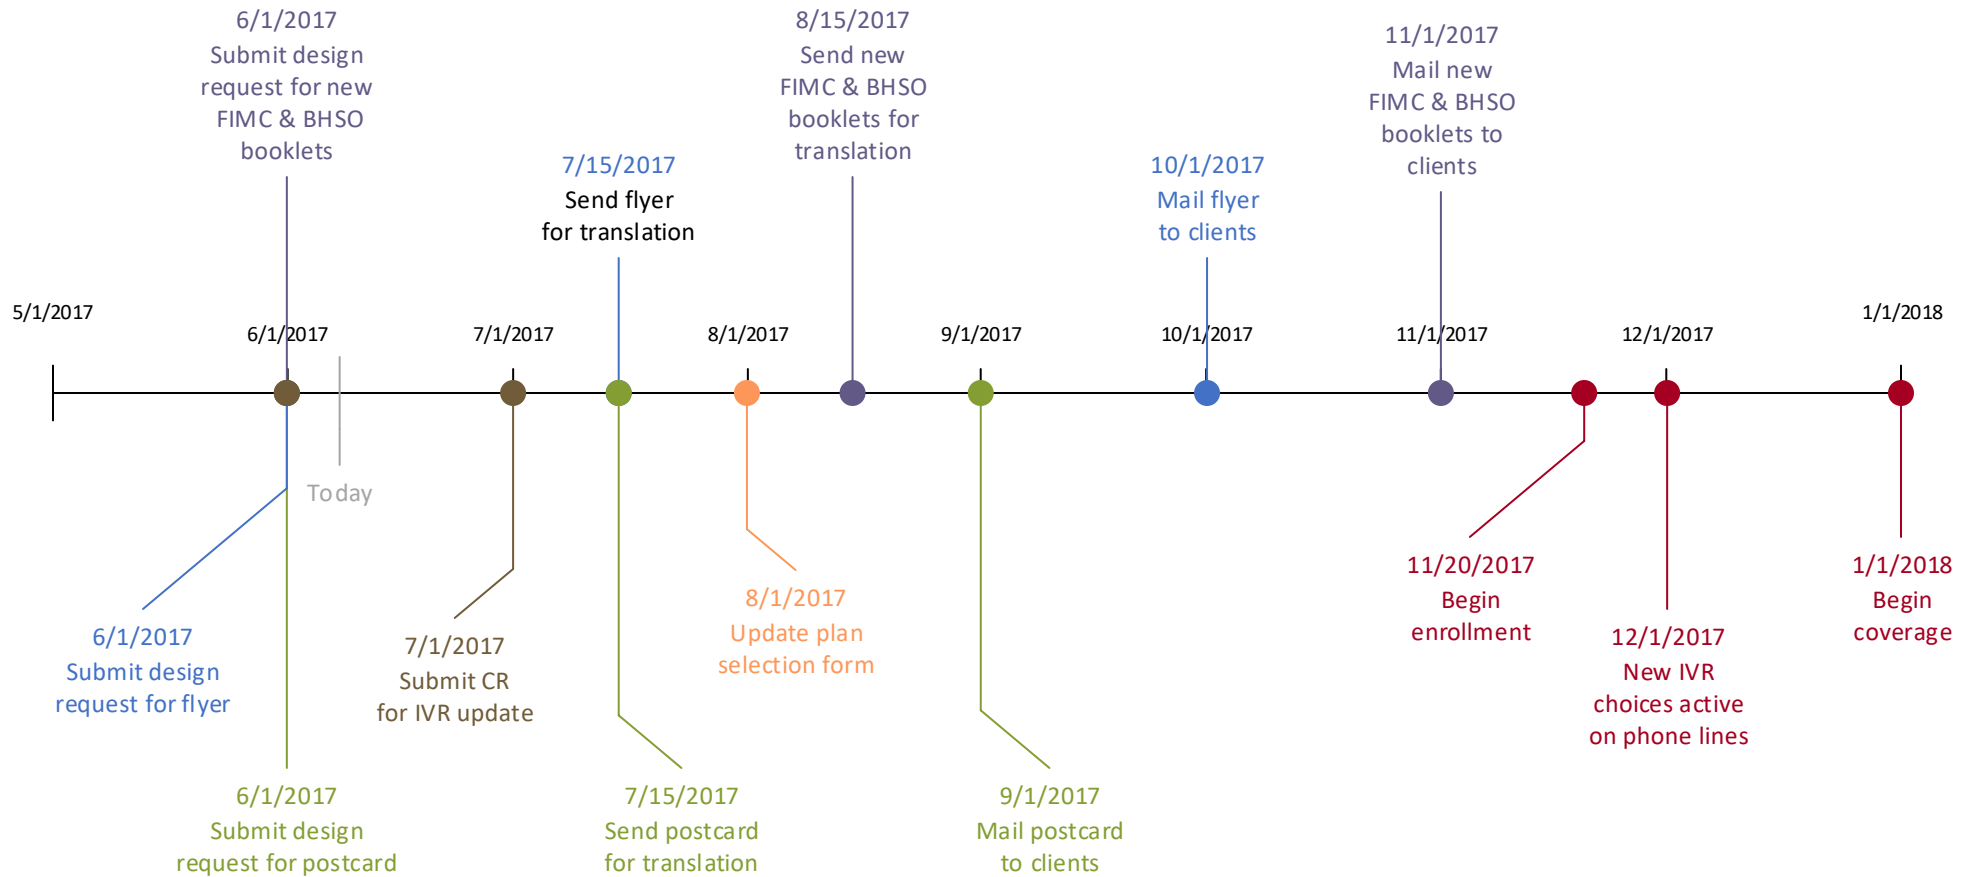 6/1/2017
Submit design
request for new
FIMC & BHSO
booklets
8/15/2017
Send new
FIMC & BHSO
booklets for
translation
11/1/2017
Mail new
FIMC & BHSO
booklets to
clients
7/15/2017
Send flyer
for translation
10/1/2017
Mail flyer
to clients
5/1/2017
6/1/2017
7/1/2017
8/1/2017
9/1/2017
10/1/2017
11/1/2017
12/1/2017
1/1/2018
Today
6/1/2017
Submit design
request for flyer
7/1/2017
Submit CR
for IVR update
8/1/2017
Update plan
selection form
11/20/2017
Begin
enrollment
12/1/2017
New IVR
choices active
on phone lines
1/1/2018
Begin
coverage
6/1/2017
Submit design
request for postcard
7/15/2017
Send postcard
for translation
9/1/2017
Mail postcard
to clients